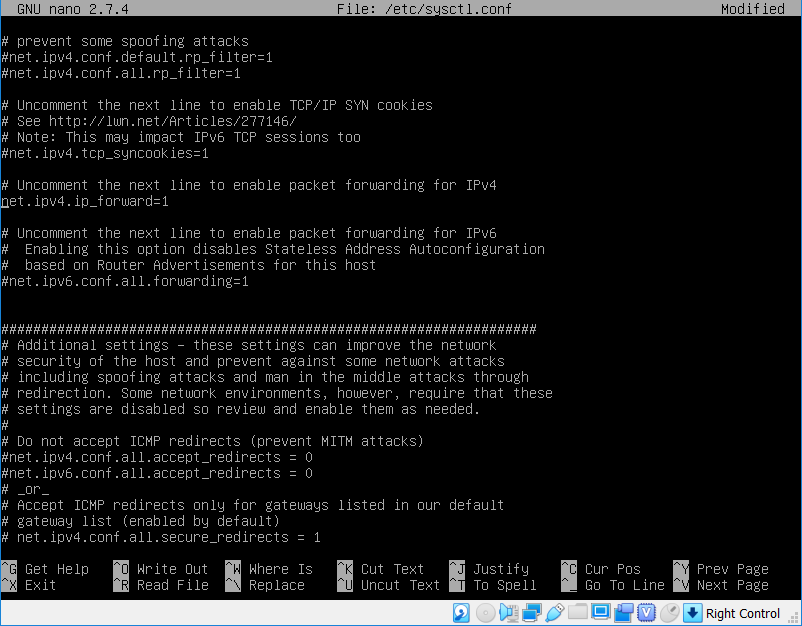 GNU nano 2.7.4 File: /etc/sysctl.conf Modified
# prevent some spoofing attacks
#net.ipv4.conf.default.rp_filter=1
#net.ipv4.conf.all.rp_filter=1
# Uncomment the next line to enable TCP/IP SYN cookies
# See http://lwn.net/Articles/277146/
# Note: This may impact IPv6 TCP sessions too
#net.ipv4.tcp_syncookies=1
# Uncomment the next line to enable packet forwarding for IPv4
net.ipv4.ip_forward=1
# Uncomment the next line to enable packet forwarding for IPv6
#  Enabling this option disables Stateless Address Autoconfiguration
#  based on Router Advertisements for this host
#net.ipv6.conf.all.forwarding=1
###################################################################
# Additional settings – these settings can improve the network
# security of the host and prevent against some network attacks
# including spoofing attacks and man in the middle attacks through
# redirection. Some network environments, however, require that these
# settings are disabled so review and enable them as needed.
#
# Do not accept ICMP redirects (prevent MITM attacks)
#net.ipv4.conf.all.accept_redirects = 0
#net.ipv6.conf.all.accept_redirects = 0
# _or_
# Accept ICMP redirects only for gateways listed in our default
# gateway list (enabled by default)
# net.ipv4.conf.all.secure_redirects = 1
^G Get Help ^O Write Out ^W Where Is ^K Cut Text ^J Justify ^C Cur Pos ^Y Prev Page
^X Exit ^R Read File ^\ Replace ^U Uncut Text ^T To Spell ^_ Go To Line ^V Next Page
Right Control